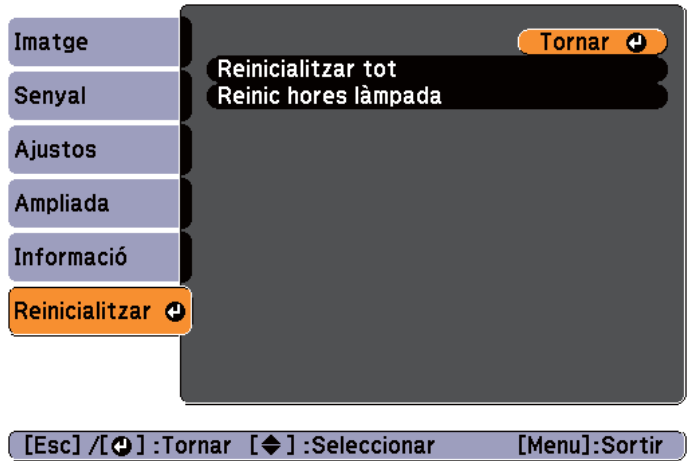 Imatge
Senyal
Ajustos
Ampliada
Informació
Reinicialitzar
Tornar
Reinicialitzar tot
Reinic hores làmpada
[Esc] /[ ] :Tornar [ ] :Seleccionar [Menu]:Sortir